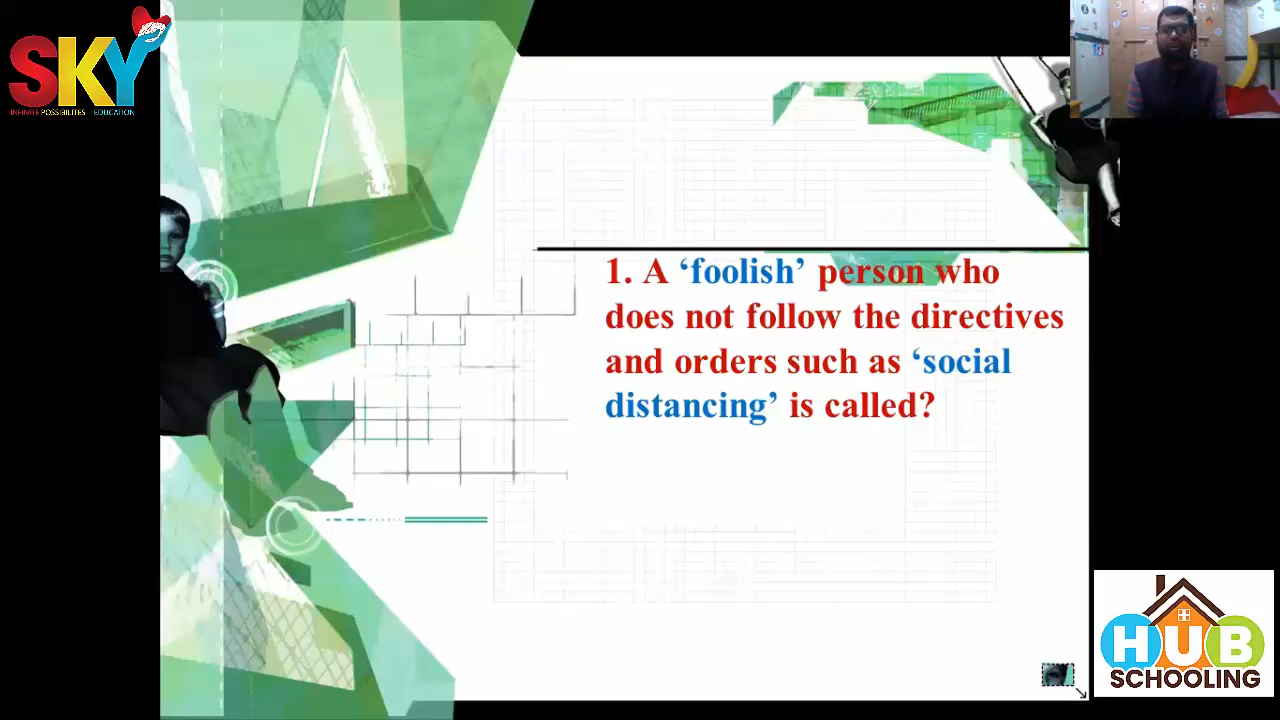 SKY
INFINITE POSSIBILITES EDUCATION
1. A ‘foolish’ person who
does not follow the directives
and orders such as ‘social
distancing’ is called?
HUB
SCHOOLING